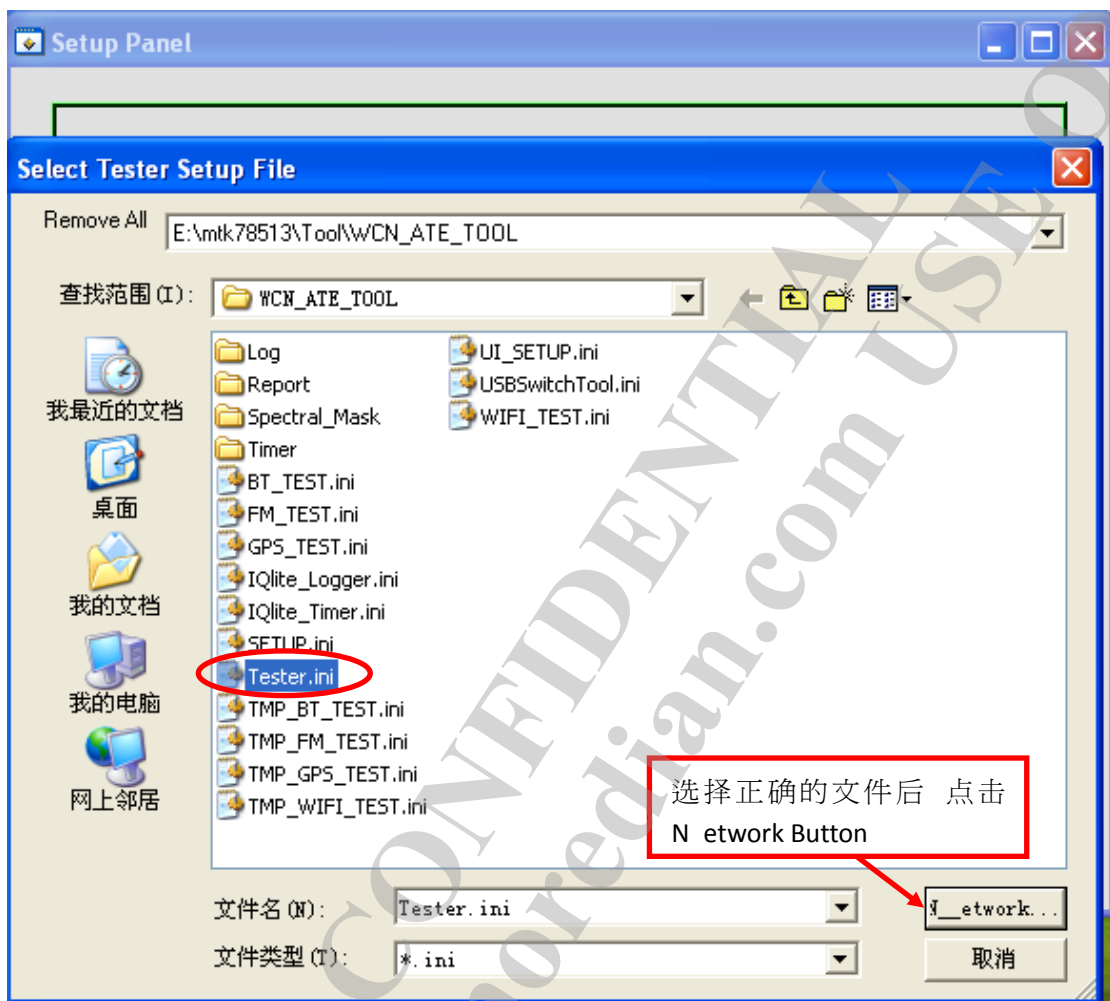 Setup Panel
Select Tester Setup File
Remove All
E:\mtk78513\Tool\WCN_ATE_TOOL
查找范围(I):
WCN_ATE_TOOL
我最近的文档
桌面
我的文档
我的电脑
网上邻居
Log
Report
Spectral_Mask
Timer
BT_TEST.ini
FM_TEST.ini
GPS_TEST.ini
IQlite_Logger.ini
IQlite_Timer.ini
SETUP.ini
Tester.ini
TMP_BT_TEST.ini
TMP_FM_TEST.ini
TMP_GPS_TEST.ini
TMP_WIFI_TEST.ini
UI_SETUP.ini
USBSwitchTool.ini
WIFI_TEST.ini
选择正确的文件后 点击
N etwork Button
文件名(N):
Tester.ini
N__etwork...
文件类型(T):
*.ini
取消
CONFIDENTIAL
noredian.com USE O